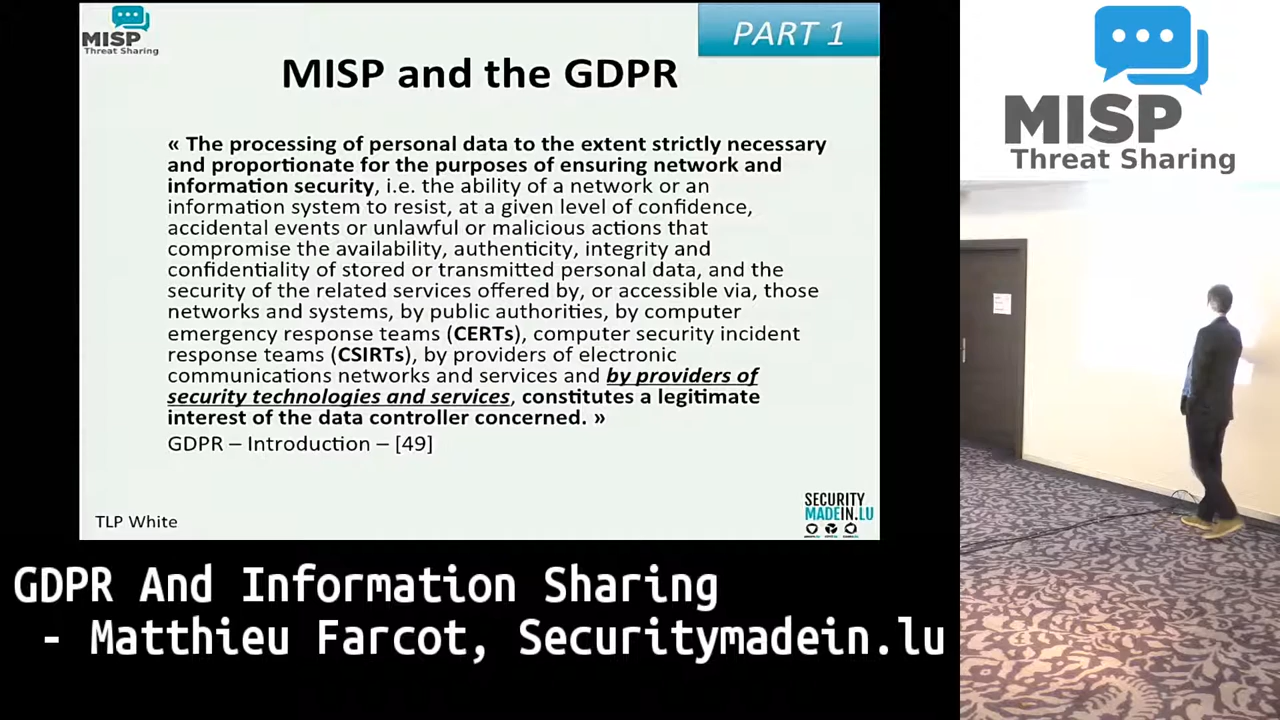 MISP
Threat Sharing
PART 1
MISP and the GDPR
« The processing of personal data to the extent strictly necessary
and proportionate for the purposes of ensuring network and
information security, i.e. the ability of a network or an
information system to resist, at a given level of confidence,
accidental events or unlawful or malicious actions that
compromise the availability, authenticity, integrity and
confidentiality of stored or transmitted personal data, and the
security of the related services offered by, or accessible via, those
networks and systems, by public authorities, by computer
emergency response teams (CERTs), computer security incident
response teams (CSIRTs), by providers of electronic
communications networks and services and by providers of
security technologies and services, constitutes a legitimate
interest of the data controller concerned. »
GDPR – Introduction – [49]
TLP White
SECURITY
MADEIN.LU
MISP
Threat Sharing
GDPR And Information Sharing
- Matthieu Farcot, Securitymadein.lu